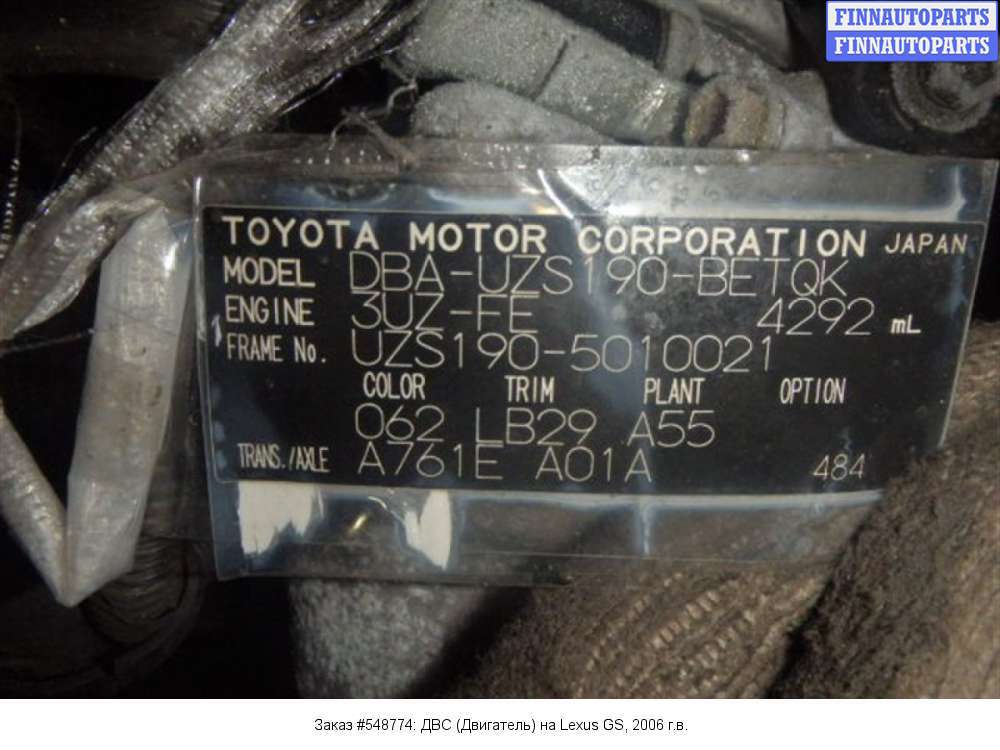 FINNAUTOPARTS
FINNAUTOPARTS
TOYOTA MOTOR CORPORATION JAPAN
MODEL DBA-UZS190-BETQK
ENGINE 3UZ-FE 4292 mL
FRAME No. UZS190-5010021
COLOR TRIM PLANT OPTION
062 LB29 A55
TRANS./AXLE A761E A01A 484
Заказ #548774: ДВС (Двигатель) на Lexus GS, 2006 г.в.